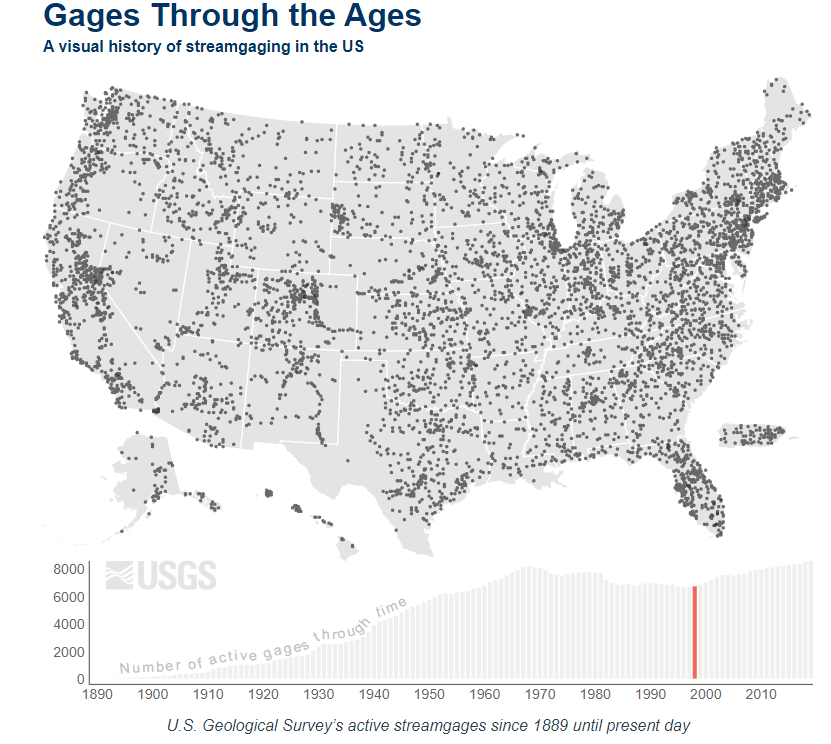 Gages Through the Ages
A visual history of streamgaging in the US
USGS
8000
6000
4000
2000
0
Number of active gages through time
1890 1900 1910 1920 1930 1940 1950 1960 1970 1980 1990 2000 2010
U.S. Geological Survey's active streamgages since 1889 until present day